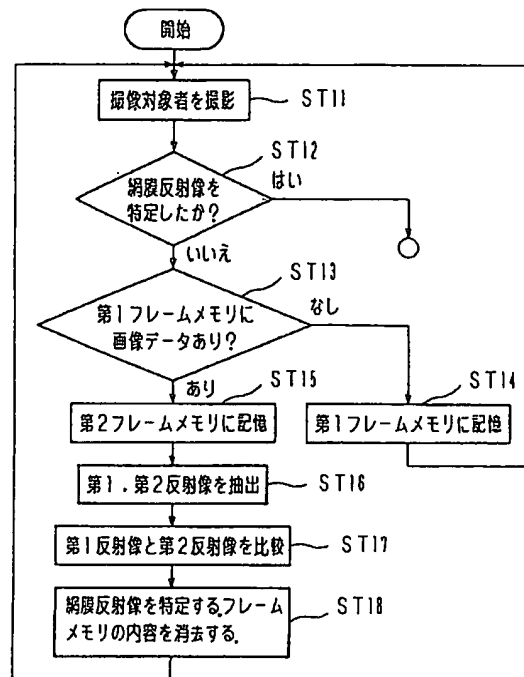 開始
撮像対象者を撮影
ST11
ST12
網膜反射像を
特定したか?
はい
いいえ
ST13
第1フレームメモリに
画像データあり?
なし
あり
ST15
ST14
第2フレームメモリに記憶
第1フレームメモリに記憶
第1.第2反射像を抽出
ST16
第1反射像と第2反射像を比較
ST17
網膜反射像を特定する.フレーム
メモリの内容を消去する.
ST18